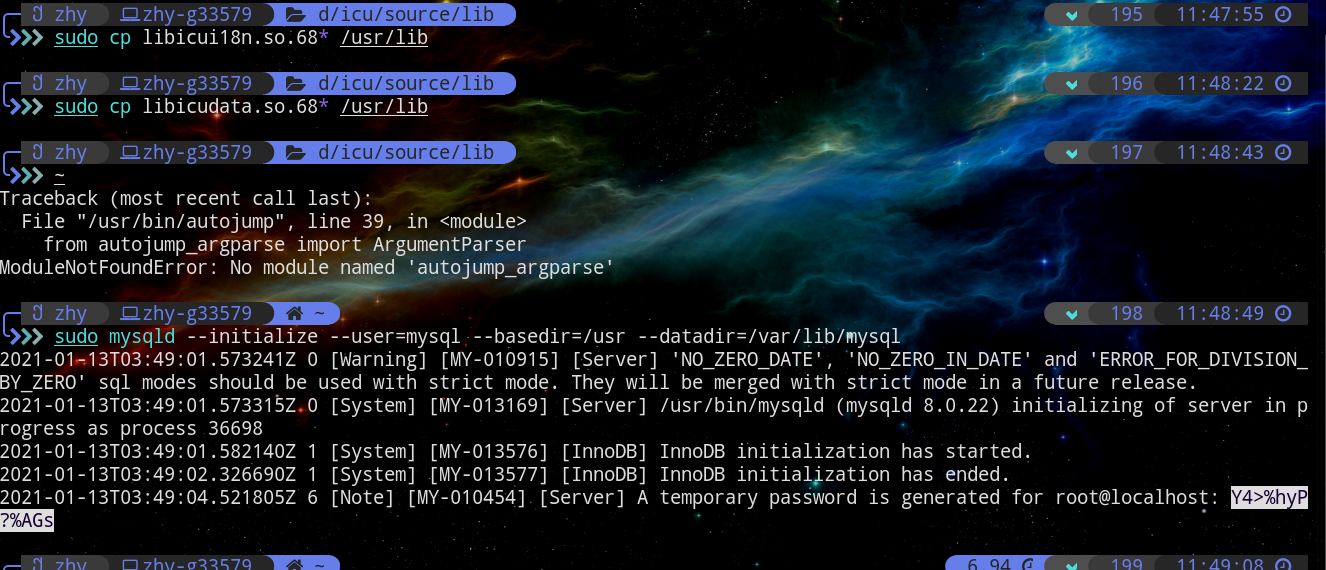 zhy zhy-g33579 d/icu/source/lib 195 11:47:55
>>> sudo cp libicui18n.so.68* /usr/lib
zhy zhy-g33579 d/icu/source/lib 196 11:48:22
>>> sudo cp libicudata.so.68* /usr/lib
zhy zhy-g33579 d/icu/source/lib 197 11:48:43
>>> ~
Traceback (most recent call last):
  File "/usr/bin/autojump", line 39, in <module>
    from autojump_argparse import ArgumentParser
ModuleNotFoundError: No module named 'autojump_argparse'
zhy zhy-g33579 ~ 198 11:48:49
>>> sudo mysqld --initialize --user=mysql --basedir=/usr --datadir=/var/lib/mysql
2021-01-13T03:49:01.573241Z 0 [Warning] [MY-010915] [Server] 'NO_ZERO_DATE', 'NO_ZERO_IN_DATE' and 'ERROR_FOR_DIVISION_
BY_ZERO' sql modes should be used with strict mode. They will be merged with strict mode in a future release.
2021-01-13T03:49:01.573315Z 0 [System] [MY-013169] [Server] /usr/bin/mysqld (mysqld 8.0.22) initializing of server in p
rogress as process 36698
2021-01-13T03:49:01.582140Z 1 [System] [MY-013576] [InnoDB] InnoDB initialization has started.
2021-01-13T03:49:02.326690Z 1 [System] [MY-013577] [InnoDB] InnoDB initialization has ended.
2021-01-13T03:49:04.521805Z 6 [Note] [MY-010454] [Server] A temporary password is generated for root@localhost: Y4>%hyP
?%AGs
zhy zhy-g33579 ~ 6.94 199 11:49:08